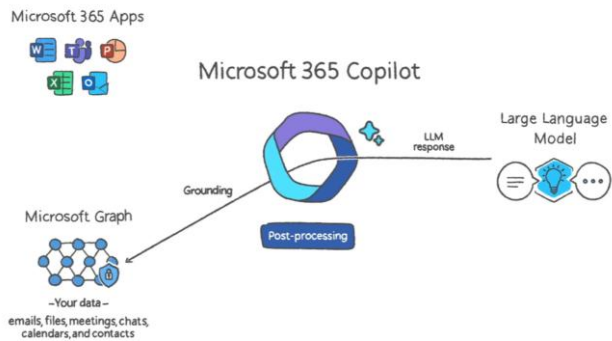 Microsoft 365 Apps
W
T
P
X
O
Microsoft 365 Copilot
Large Language
Model
LLM
response
Grounding
Post-processing
Microsoft Graph
–Your data–
emails, files, meetings, chats,
calendars, and contacts